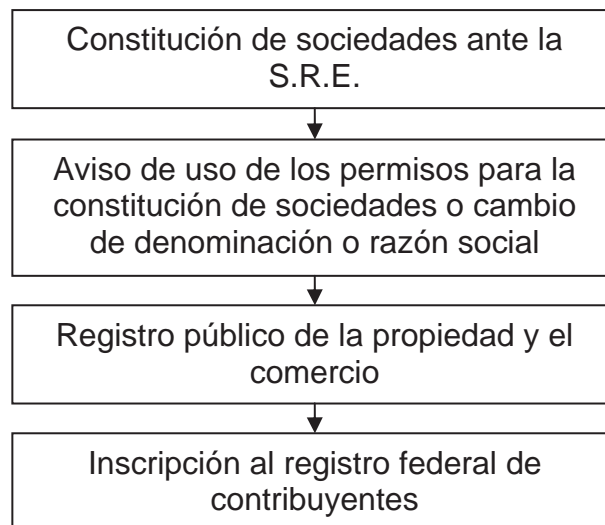 Constitución de sociedades ante la
S.R.E.
Aviso de uso de los permisos para la
constitución de sociedades o cambio
de denominación o razón social
Registro público de la propiedad y el
comercio
Inscripción al registro federal de
contribuyentes